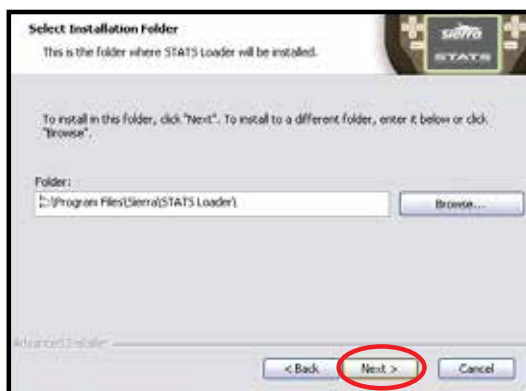 Select Installation Folder
This is the folder where STATS Loader will be installed.
sierra
STATS
To install in this folder, click "Next". To install to a different folder, enter it below or click
"Browse".
Folder:
C:\Program Files\Sierra\STATS Loader\
Browse...
Advanced Installer
< Back
Next >
Cancel